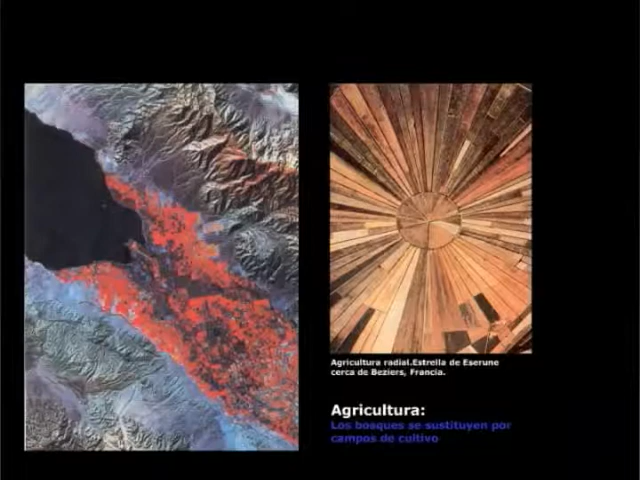 Agricultura radial.Estrella de Eserune
cerca de Beziers, Francia.
Agricultura:
Los bosques se sustituyen por
campos de cultivo